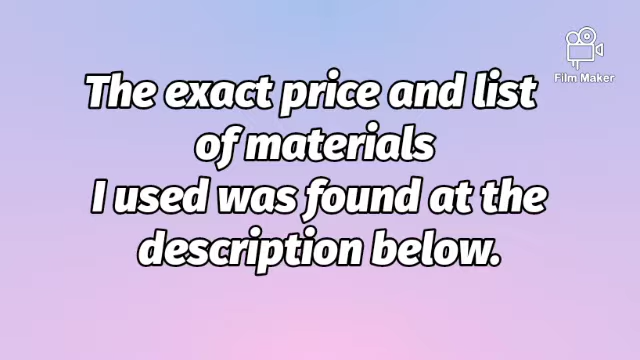 Film Maker
The exact price and list
of materials
I used was found at the
description below.